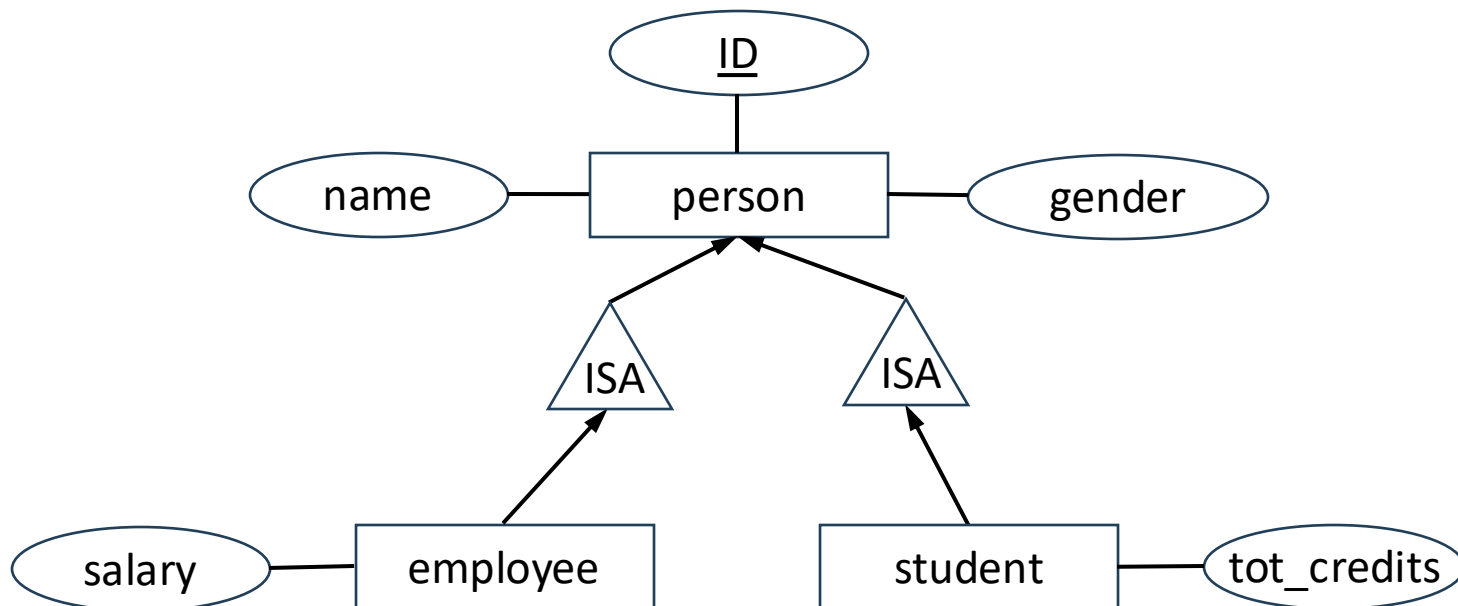 ID
name
person
gender
ISA
ISA
salary
employee
student
tot_credits